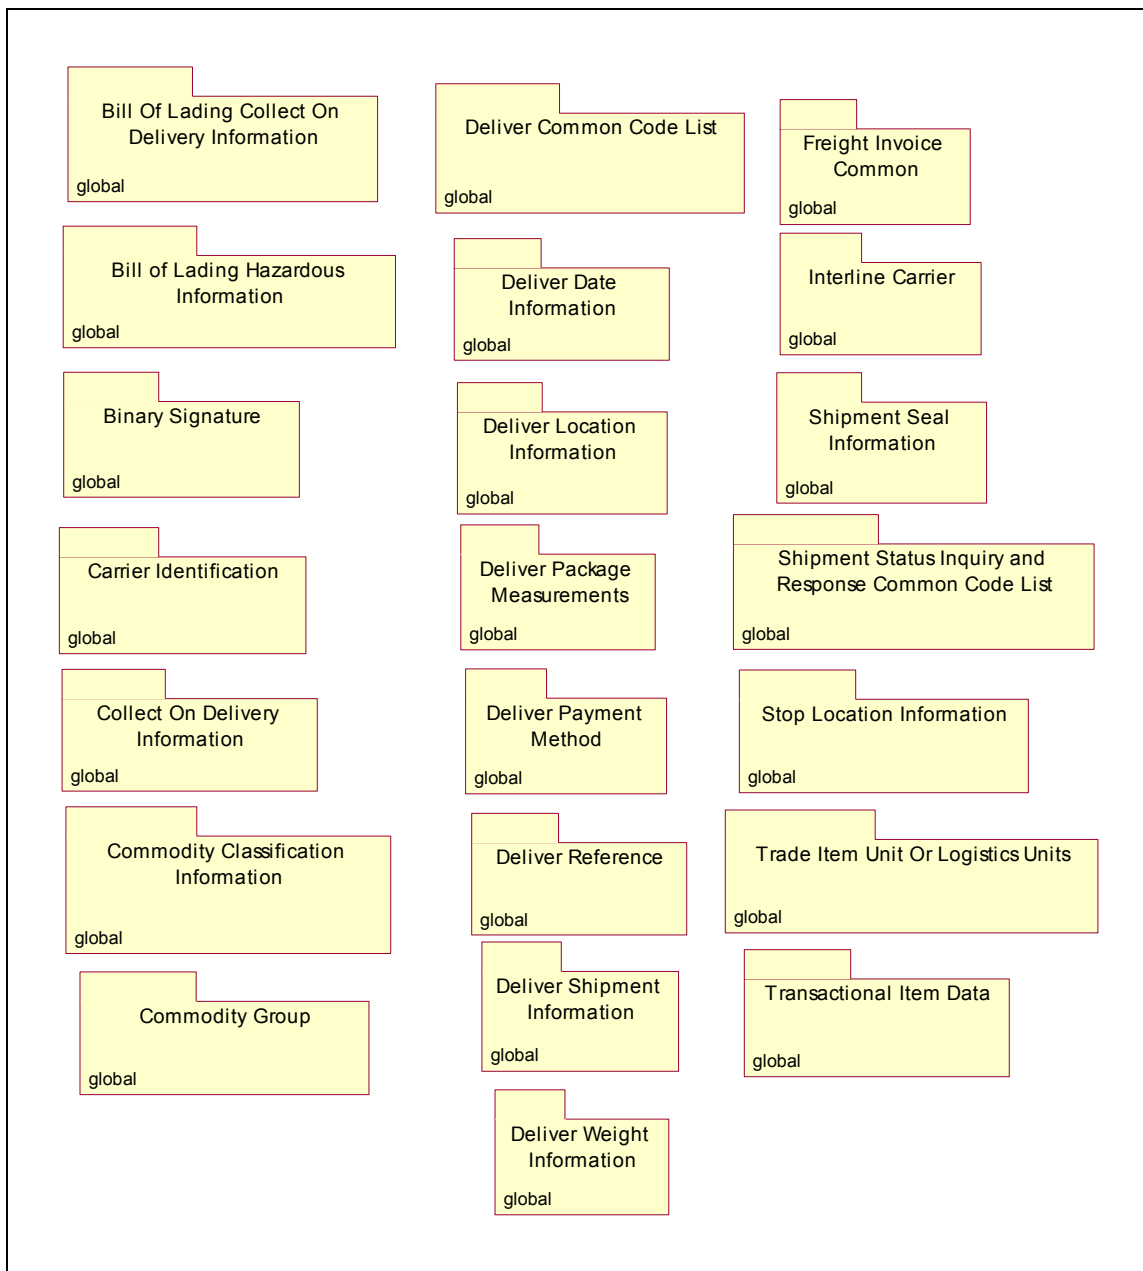 Bill Of Lading Collect On
Delivery Information
global
Bill of Lading Hazardous
Information
global
Binary Signature
global
Carrier Identification
global
Collect On Delivery
Information
global
Commodity Classification
Information
global
Commodity Group
global
Deliver Common Code List
global
Deliver Date
Information
global
Deliver Location
Information
global
Deliver Package
Measurements
global
Deliver Payment
Method
global
Deliver Reference
global
Deliver Shipment
Information
global
Deliver Weight
Information
global
Freight Invoice
Common
global
Interline Carrier
global
Shipment Seal
Information
global
Shipment Status Inquiry and
Response Common Code List
global
Stop Location Information
global
Trade Item Unit Or Logistics Units
global
Transactional Item Data
global